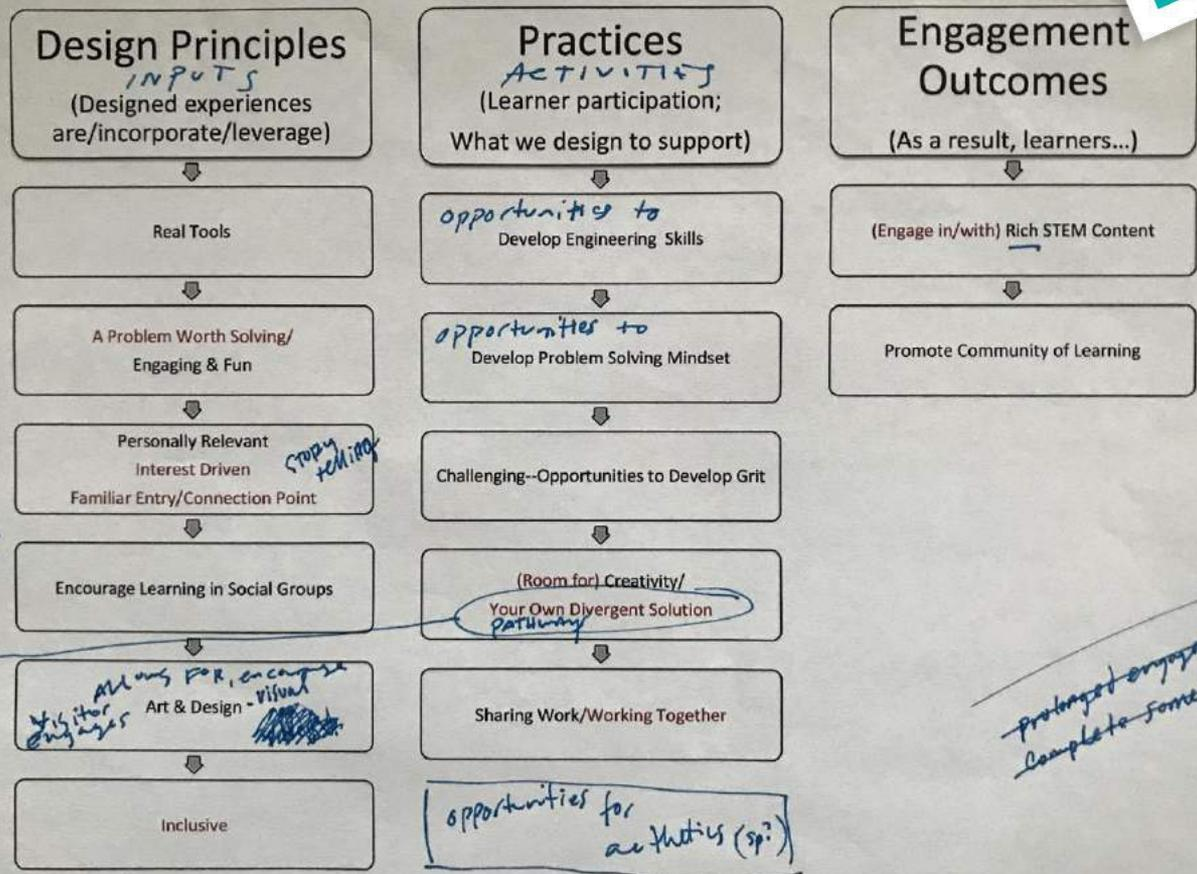 Design Principles
INPUTS
(Designed experiences
are/incorporate/leverage)
Real Tools
A Problem Worth Solving/
Engaging & Fun
Personally Relevant
Interest Driven
Familiar Entry/Connection Point
STORY
telling
Encourage Learning in Social Groups
Allows FOR, encourage
visitor
engages
Art & Design - visual
Inclusive
Practices
ACTIVITIES
(Learner participation;
What we design to support)
opportunities to
Develop Engineering Skills
opportunities to
Develop Problem Solving Mindset
Challenging--Opportunities to Develop Grit
(Room for) Creativity/
Your Own Divergent Solution
PATHWAY
Sharing Work/Working Together
opportunities for
aethetics (sp?)
Engagement
Outcomes
(As a result, learners...)
(Engage in/with) Rich STEM Content
Promote Community of Learning
prolonged
Complete